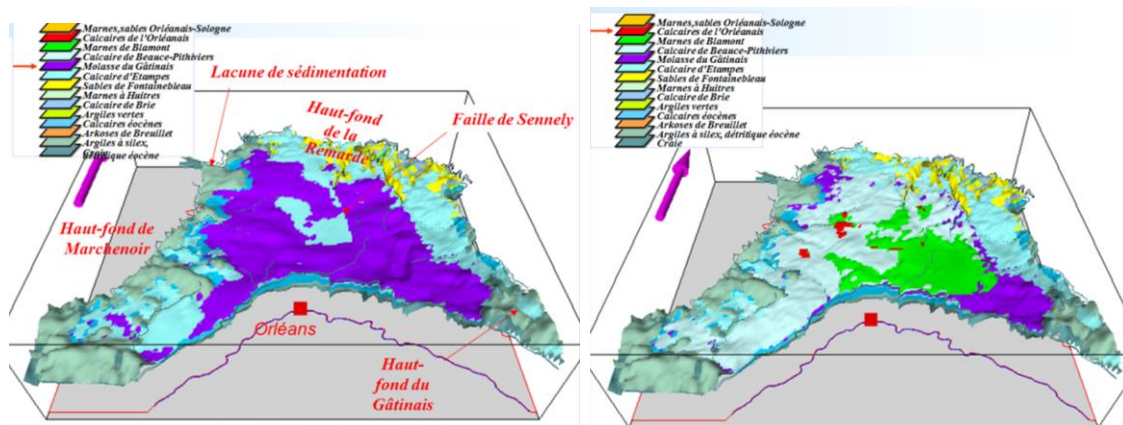 Marnes,sables Orléanais-Sologne
Calcaires de l'Orléanais
Marnes de Blamont
Calcaire de Beauce-Pithiviers
Molasse du Gâtinais
Calcaire d'Etampes
Sables de Fontainebleau
Marnes à Huitres
Calcaire de Brie
Argiles vertes
Calcaires éocènes
Arkoses de Breuillet
Argiles à silex,
détritique éocène
Lacune de sédimentation
Haut-fond
de la
Rémarde
Faille de Sennely
Haut-fond de
Marchenoir
Orléans
Haut-
fond du
Gâtinais
Marnes,sables Orléanais-Sologne
Calcaires de l'Orléanais
Marnes de Blamont
Calcaire de Beauce-Pithiviers
Molasse du Gâtinais
Calcaire d'Etampes
Sables de Fontainebleau
Marnes à Huitres
Calcaire de Brie
Argiles vertes
Calcaires éocènes
Arkoses de Breuillet
Argiles à silex, détritique éocène
Craie